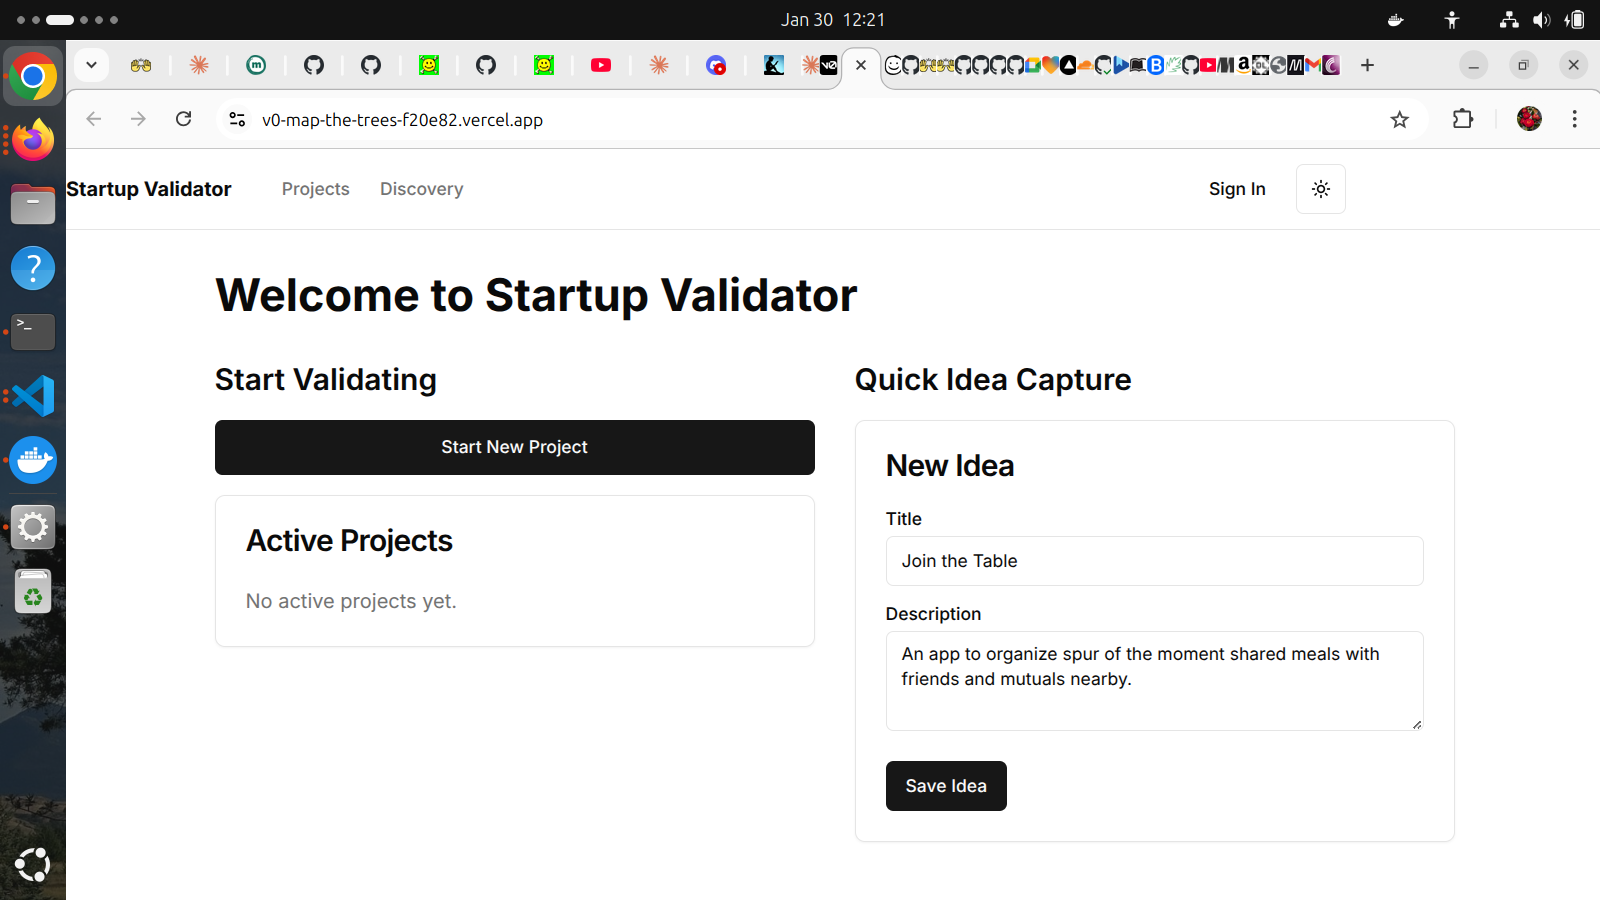 Jan 30 12:21
v0-map-the-trees-f20e82.vercel.app
Startup Validator
Projects
Discovery
Sign In
Welcome to Startup Validator
Start Validating
Start New Project
Active Projects
No active projects yet.
Quick Idea Capture
New Idea
Title
Join the Table
Description
An app to organize spur of the moment shared meals with
friends and mutuals nearby.
Save Idea